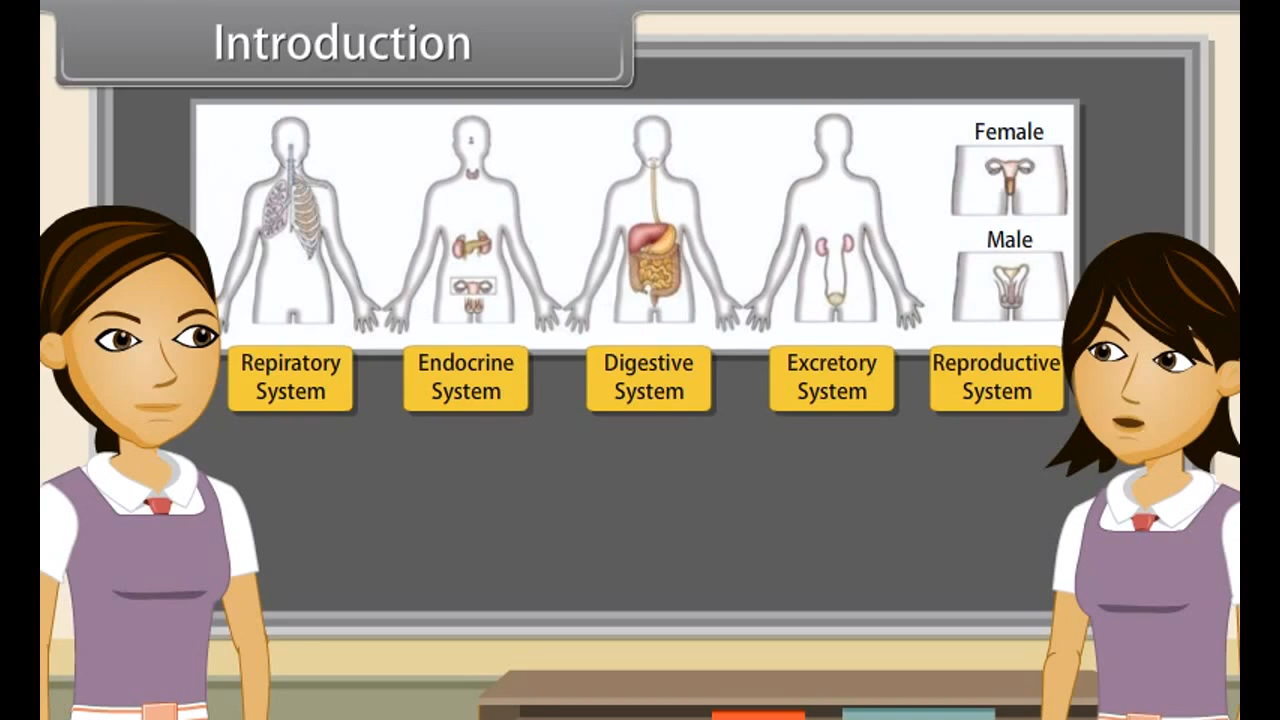 Introduction
Female
Male
Repiratory
System
Endocrine
System
Digestive
System
Excretory
System
Reproductive
System